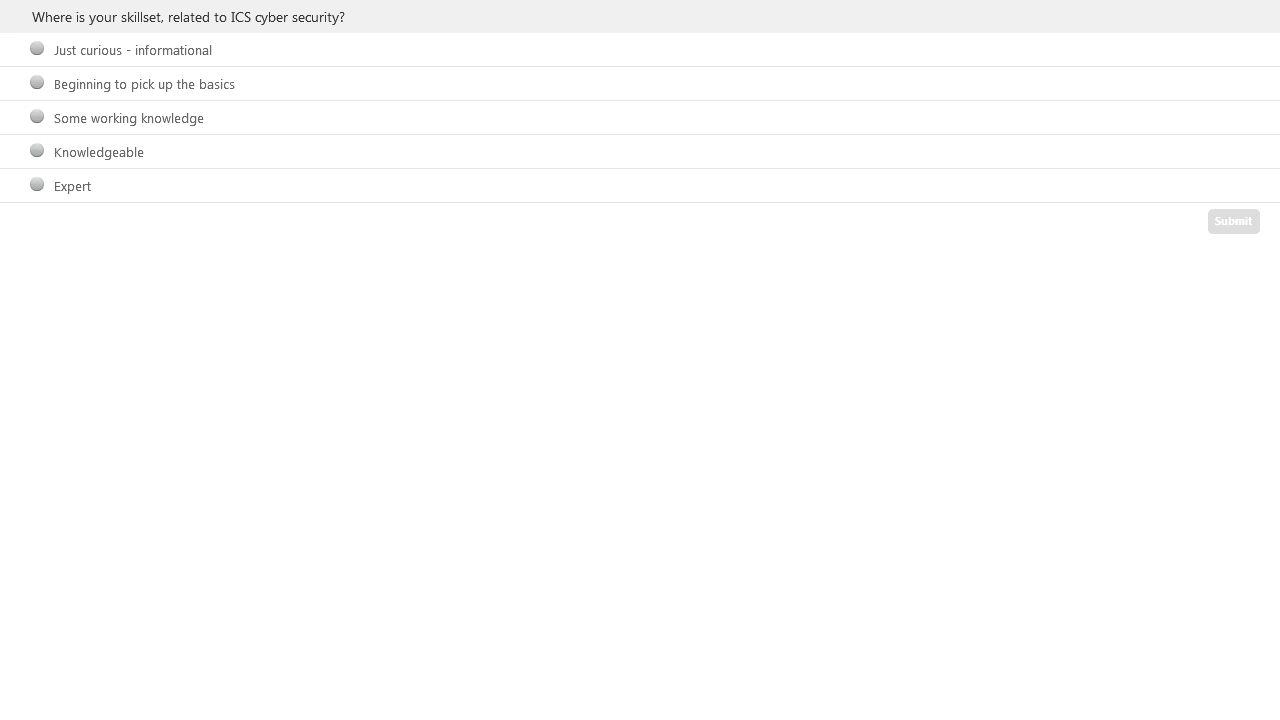 Where is your skillset, related to ICS cyber security?
Just curious - informational
Beginning to pick up the basics
Some working knowledge
Knowledgeable
Expert
Submit